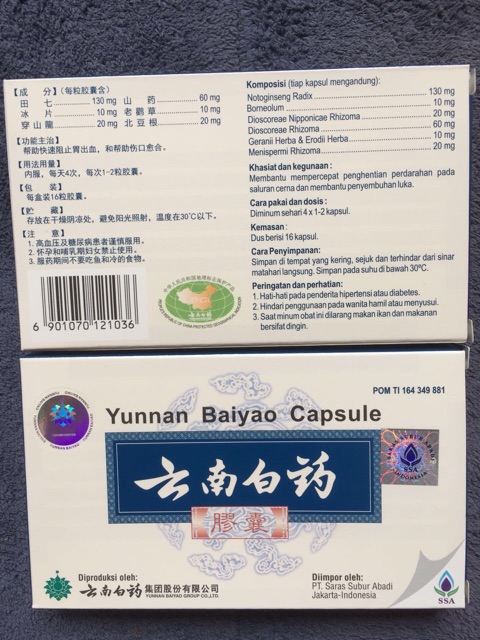 【成　分】（每粒胶囊含）
田　七 130 mg 山　药 60 mg
冰　片 10 mg 老鹳草 10 mg
穿山龍 20 mg 北豆根 20 mg
【功能主治】
帮助快速阻止胃出血，和帮助伤口愈合。
【用法用量】
内服，每天4次，每次1-2粒胶囊。
【包　装】
每盒装16粒胶囊。
【贮　藏】
存放在干燥阴凉处，避免阳光照射，温度在30℃以下。
【注　意】
1. 高血压及糖尿病患者谨慎服用。
2. 怀孕和哺乳期妇女禁止使用。
3. 服药期间不要吃鱼和冷的食物。
6 901070 121036
云南白药
Komposisi (tiap kapsul mengandung):
Notoginseng Radix 130 mg
Borneolum 10 mg
Dioscoreae Nipponicae Rhizoma 20 mg
Dioscoreae Rhizoma 60 mg
Geranii Herba & Erodii Herba 10 mg
Menispermi Rhizoma 20 mg
Khasiat dan kegunaan :
Membantu mempercepat penghentian perdarahan pada
saluran cerna dan membantu penyembuhan luka.
Cara pakai dan dosis :
Diminum sehari 4 x 1-2 kapsul.
Kemasan :
Dus berisi 16 kapsul.
Cara Penyimpanan:
Simpan di tempat yang kering, sejuk dan terhindar dari sinar
matahari langsung. Simpan pada suhu di bawah 30ºC.
Peringatan dan perhatian:
1. Hati-hati pada penderita hipertensi atau diabetes.
2. Hindari penggunaan pada wanita hamil atau menyusui.
3. Saat minum obat ini dilarang makan ikan dan makanan
bersifat dingin.
POM TI 164 349 881
Yunnan Baiyao Capsule
云南白药
膠囊
SSA
INDONESIA
Diproduksi oleh:
云南白药 集团股份有限公司
YUNNAN BAIYAO GROUP CO.,LTD.
Diimpor oleh:
PT. Saras Subur Abadi
Jakarta-Indonesia
SSA